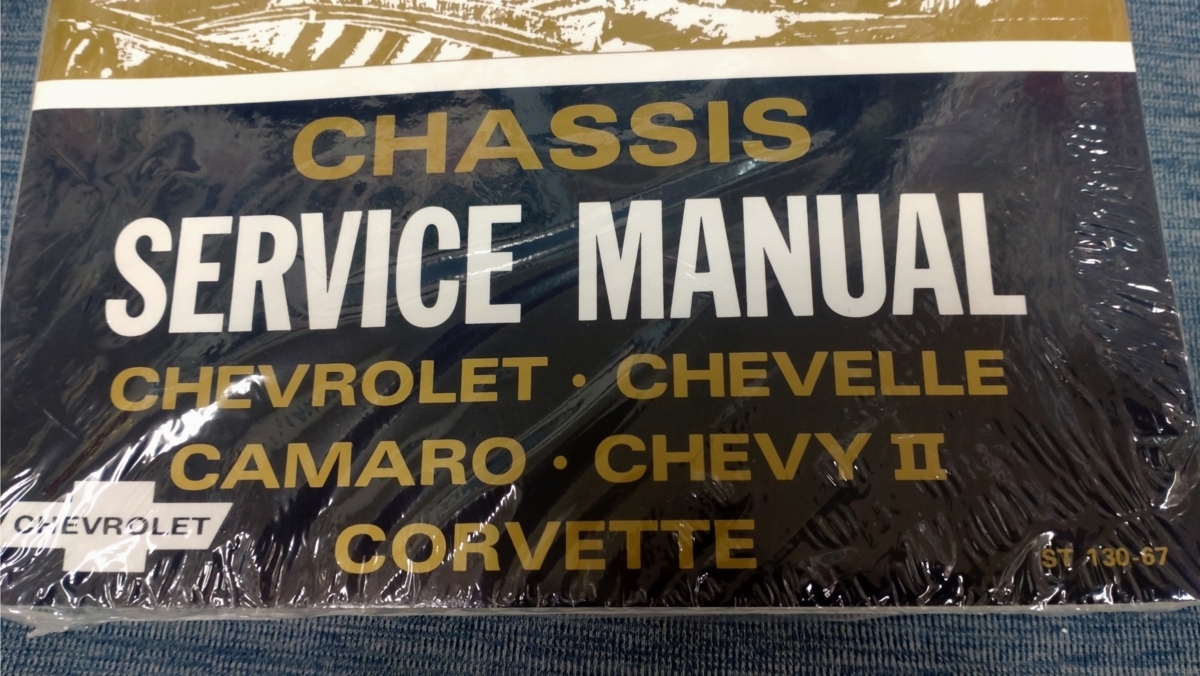 CHASSIS
SERVICE MANUAL
CHEVROLET • CHEVELLE
CAMARO • CHEVY II
CHEVROLET
CORVETTE
ST 130-67